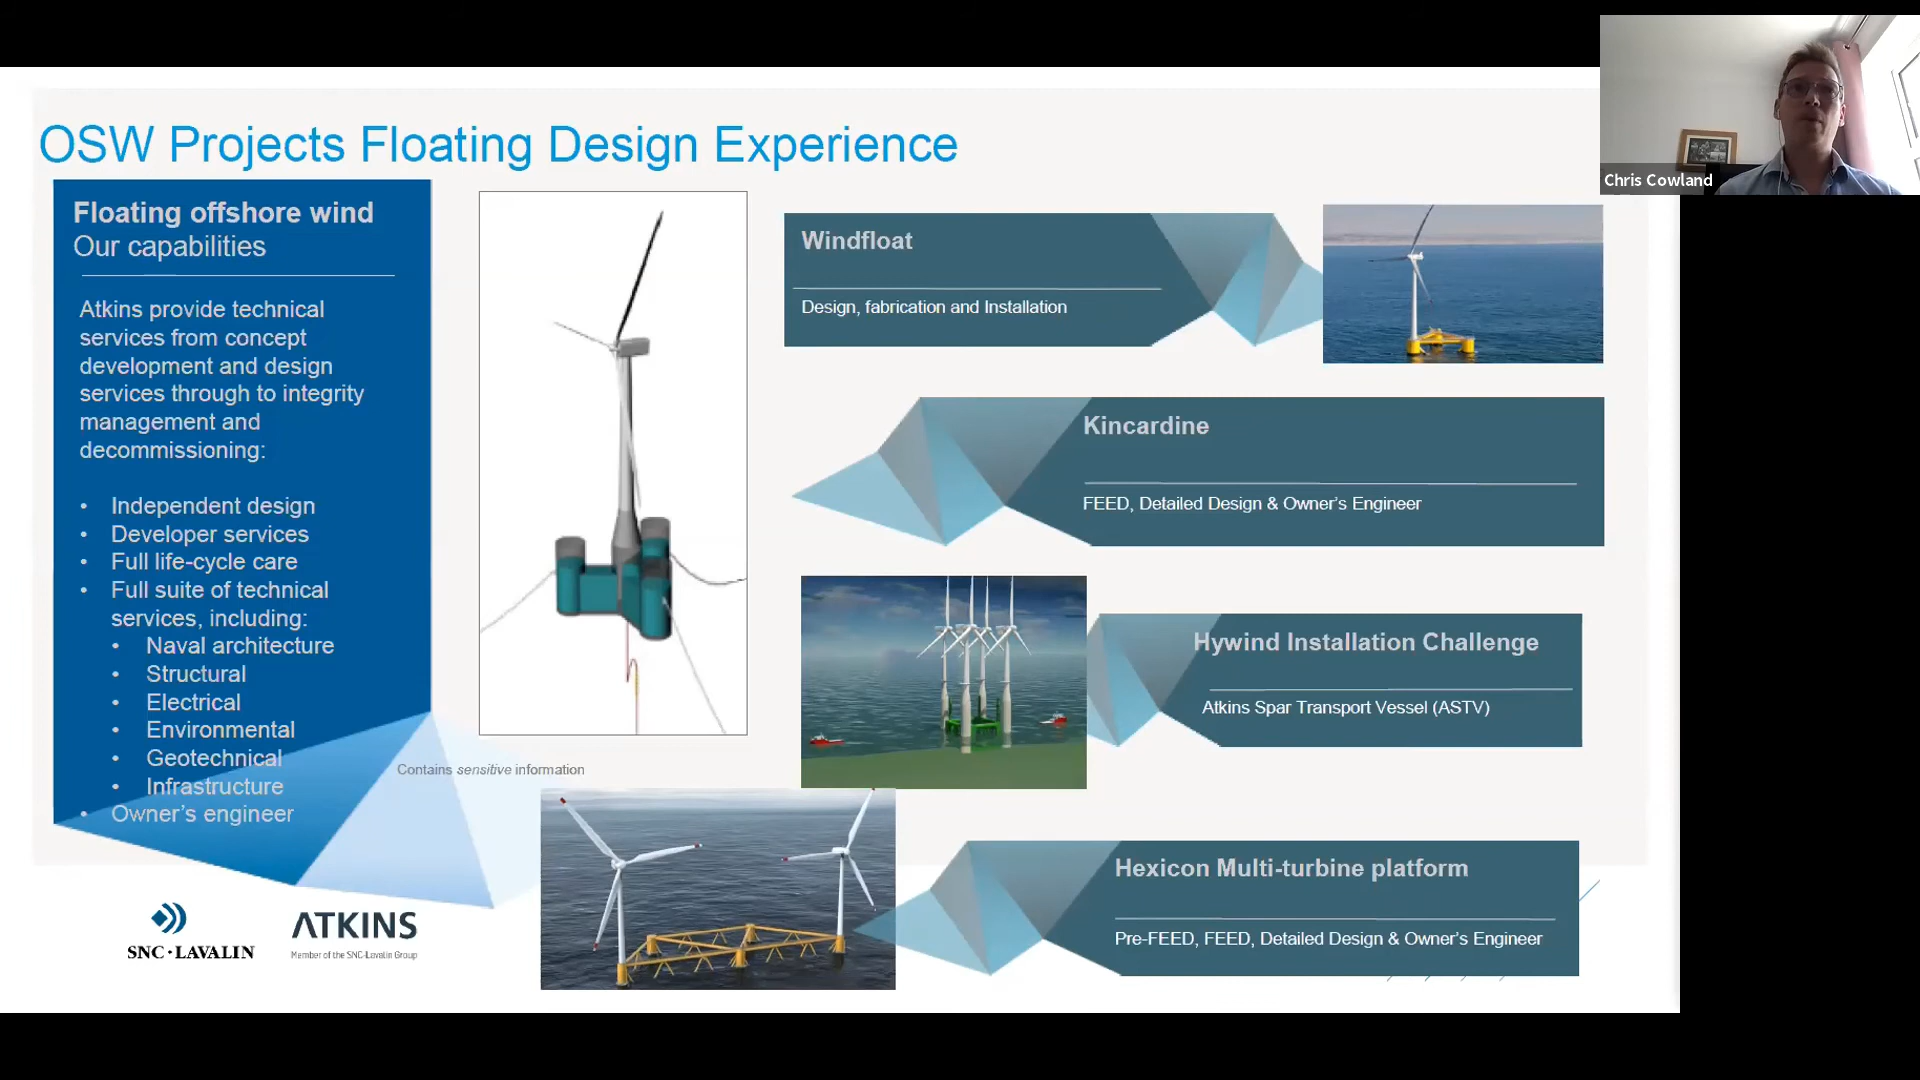 OSW Projects Floating Design Experience
Chris Cowland
Floating offshore wind
Our capabilities
Atkins provide technical
services from concept
development and design
services through to integrity
management and
decommissioning:
• Independent design
• Developer services
• Full life-cycle care
• Full suite of technical
services, including:
• Naval architecture
• Structural
• Electrical
• Environmental
• Geotechnical
• Infrastructure
• Owner's engineer
Contains sensitive information
Windfloat
Design, fabrication and Installation
Kincardine
FEED, Detailed Design & Owner's Engineer
Hywind Installation Challenge
Atkins Spar Transport Vessel (ASTV)
Hexicon Multi-turbine platform
Pre-FEED, FEED, Detailed Design & Owner's Engineer
SNC•LAVALIN
ATKINS
Member of the SNC-Lavalin Group